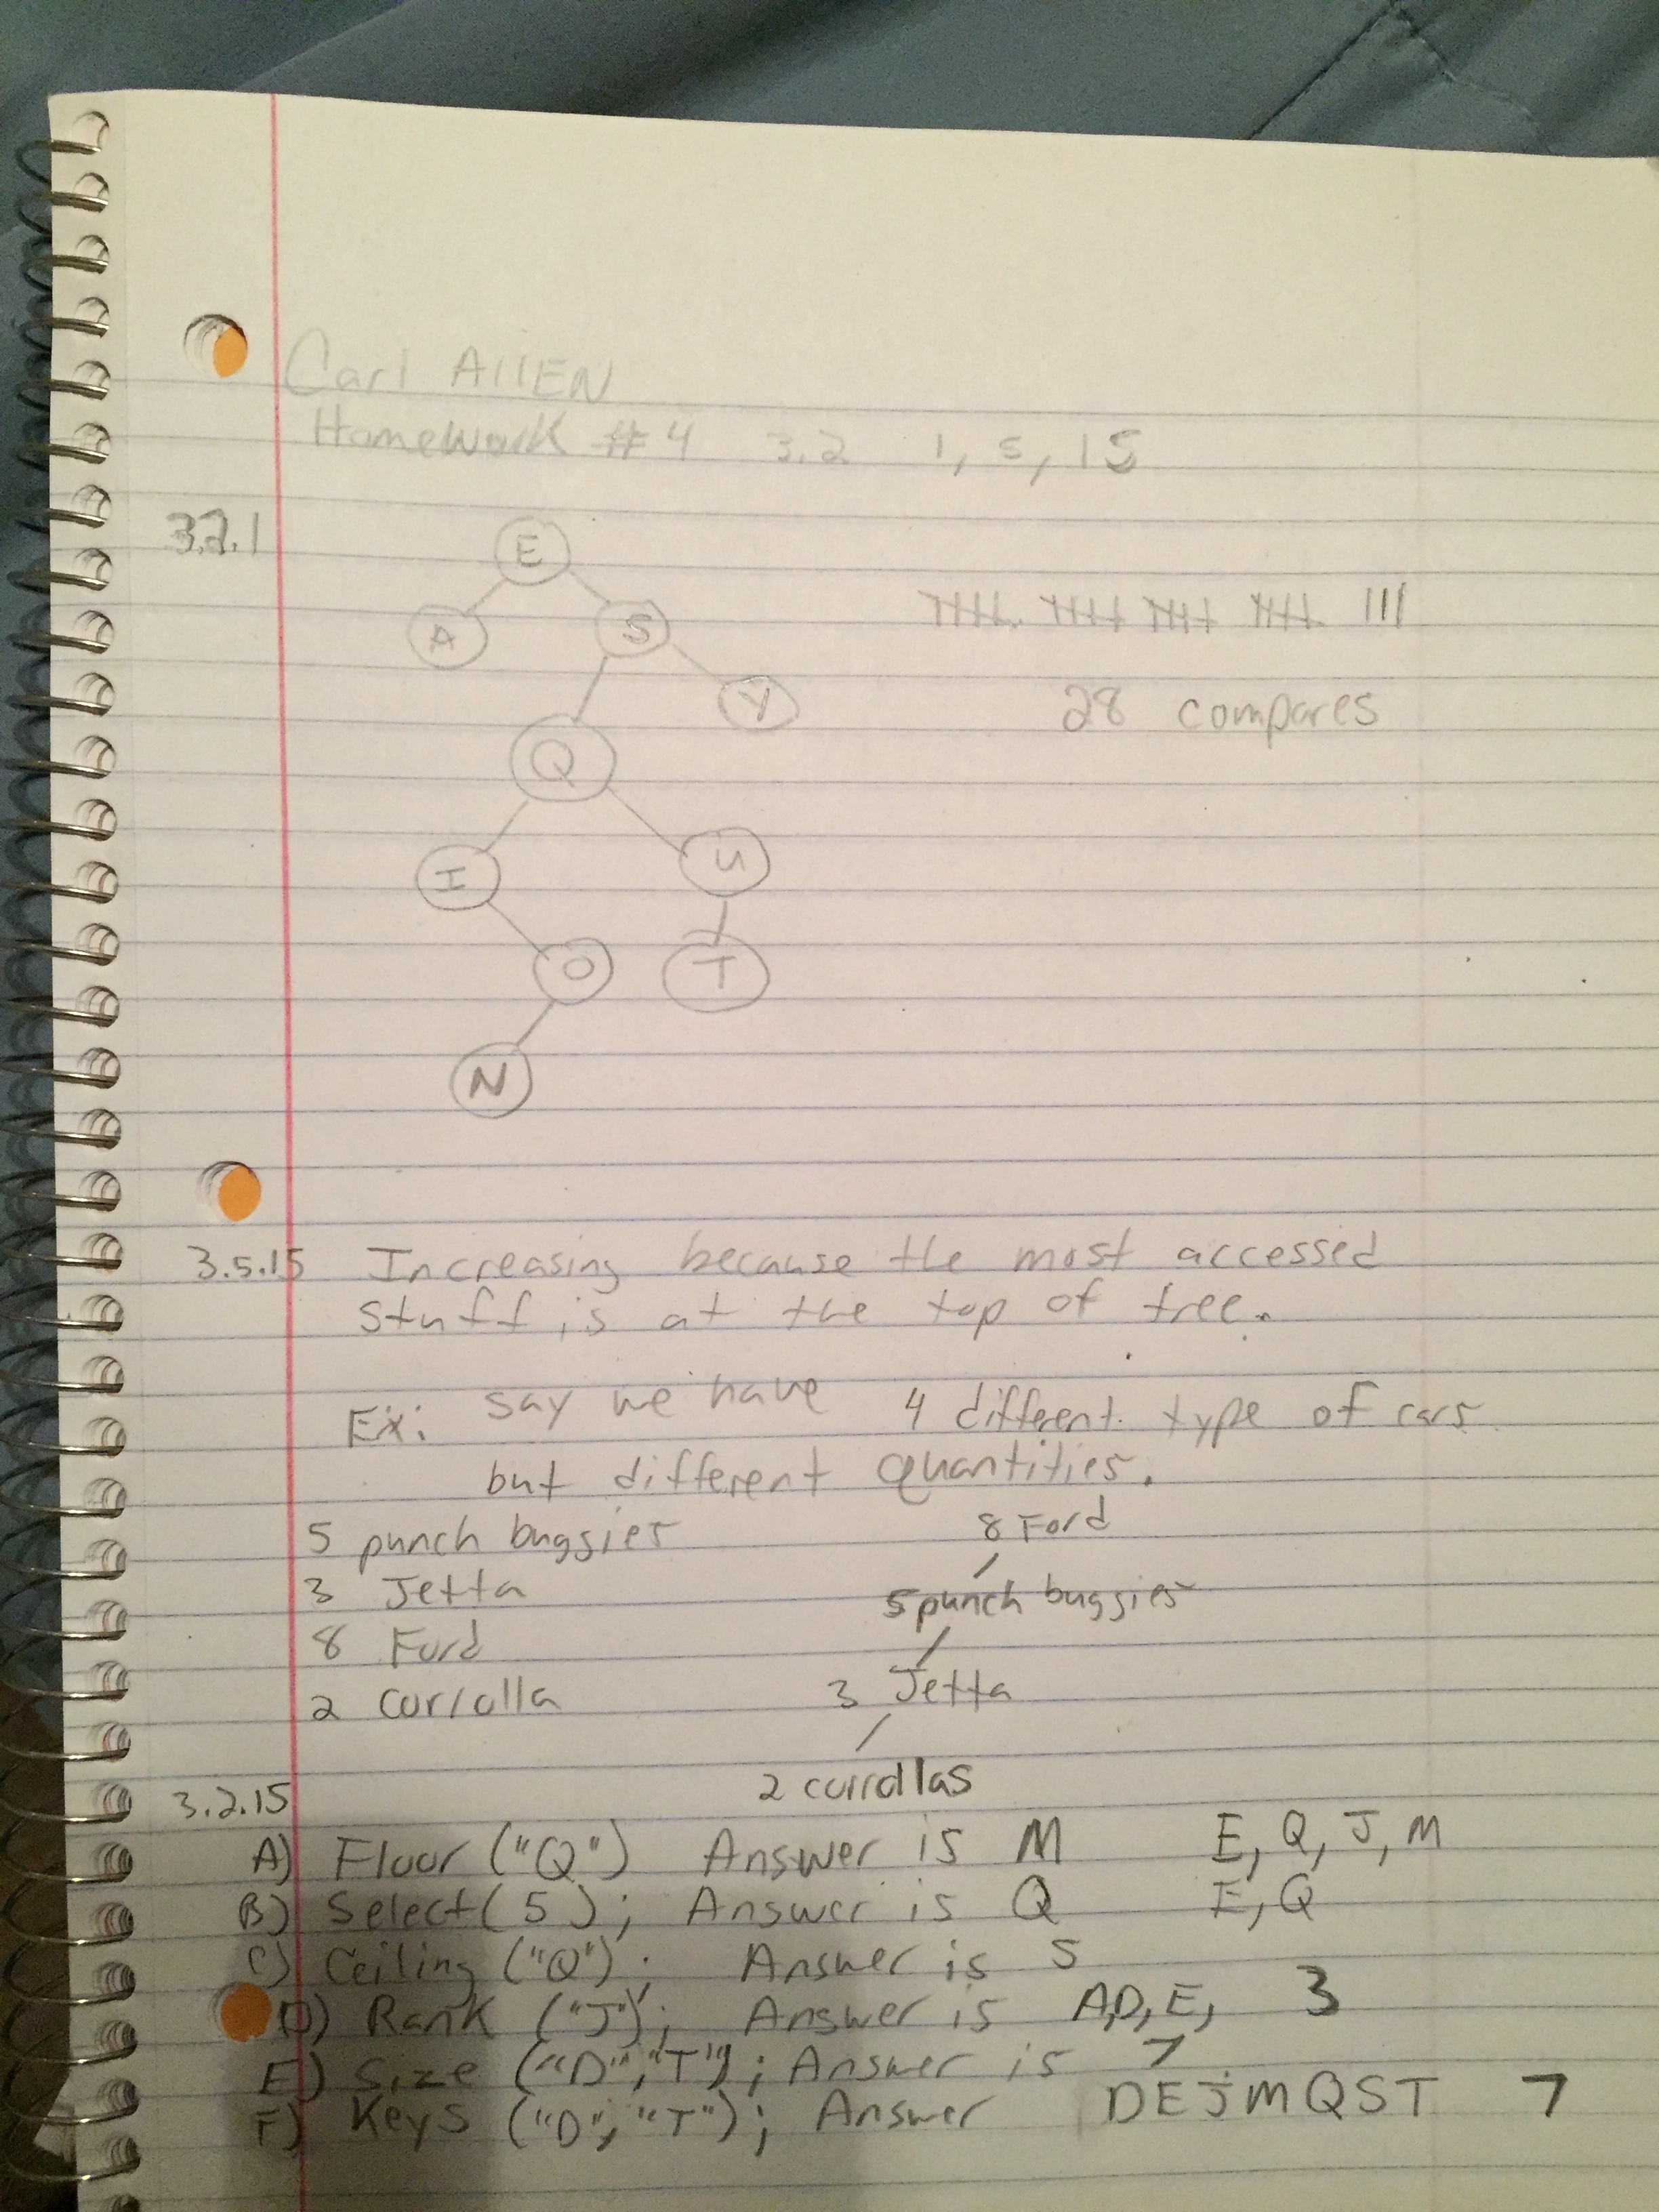 Carl AllEN
Homework #4 3.2 1, 5, 15
3.2.1
E
A S
Y
28 compares
Q
I U
O T
N
3.5.15 Increasing because the most accessed
stuff is at the top of tree.
Ex: say we have 4 different type of cars
but different quantities.
5 punch buggies
8 Ford
3 Jetta
5 punch buggies
8 Ford
2 corrolla
3 Jetta
2 corrollas
3.2.15
A) Floor ("Q") Answer is M E, Q, J, M
B) Select(5); Answer is Q E, Q
C) Ceiling ("Q"); Answer is S
D) Rank ("J"); Answer is A,D,E, 3
E) Size ("D","T"); Answer is 7
F) Keys ("D","T"); Answer DEJMQST 7